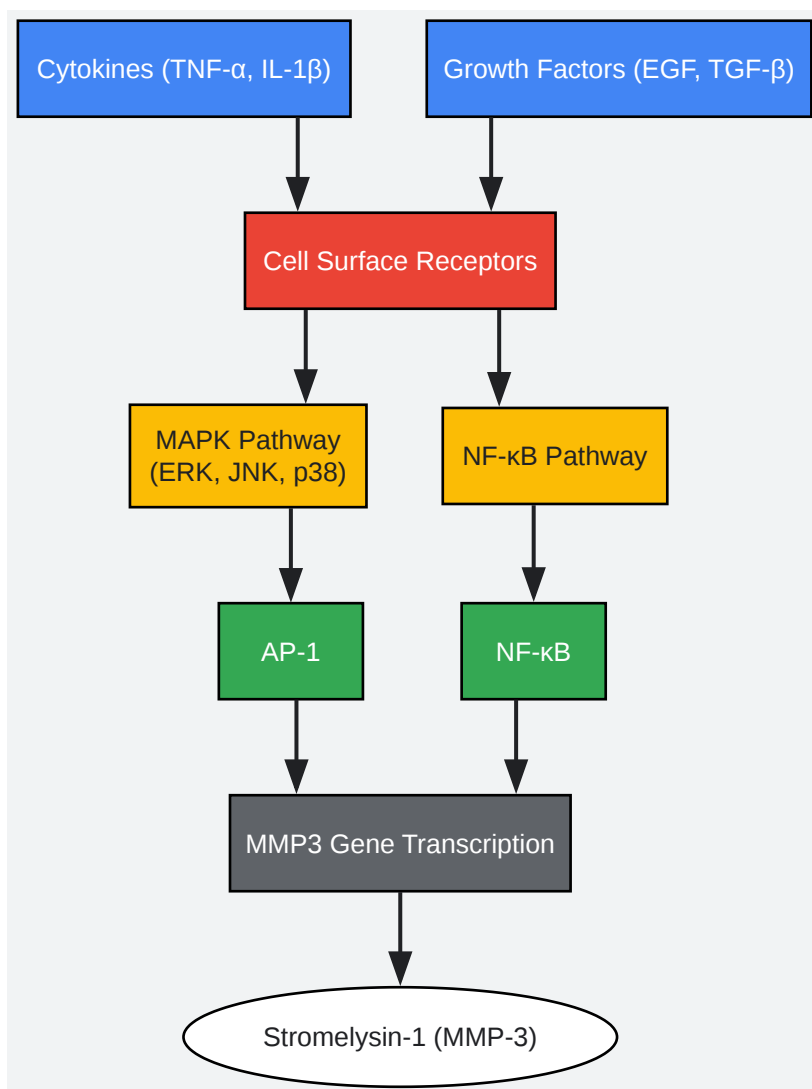 Cytokines (TNF-α, IL-1β)
Growth Factors (EGF, TGF-β)
Cell Surface Receptors
MAPK Pathway
(ERK, JNK, p38)
NF-κB Pathway
AP-1
NF-κB
MMP3 Gene Transcription
Stromelysin-1 (MMP-3)